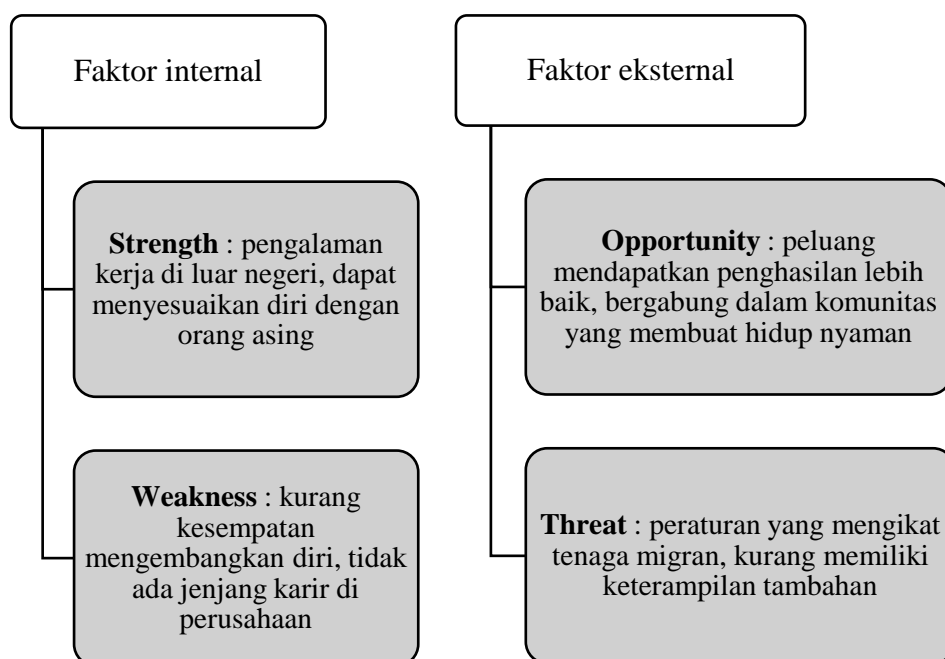 Faktor internal
Strength : pengalaman
kerja di luar negeri, dapat
menyesuaikan diri dengan
orang asing
Weakness : kurang
kesempatan
mengembangkan diri, tidak
ada jenjang karir di
perusahaan
Faktor eksternal
Opportunity : peluang
mendapatkan penghasilan lebih
baik, bergabung dalam komunitas
yang membuat hidup nyaman
Threat : peraturan yang mengikat
tenaga migran, kurang memiliki
keterampilan tambahan